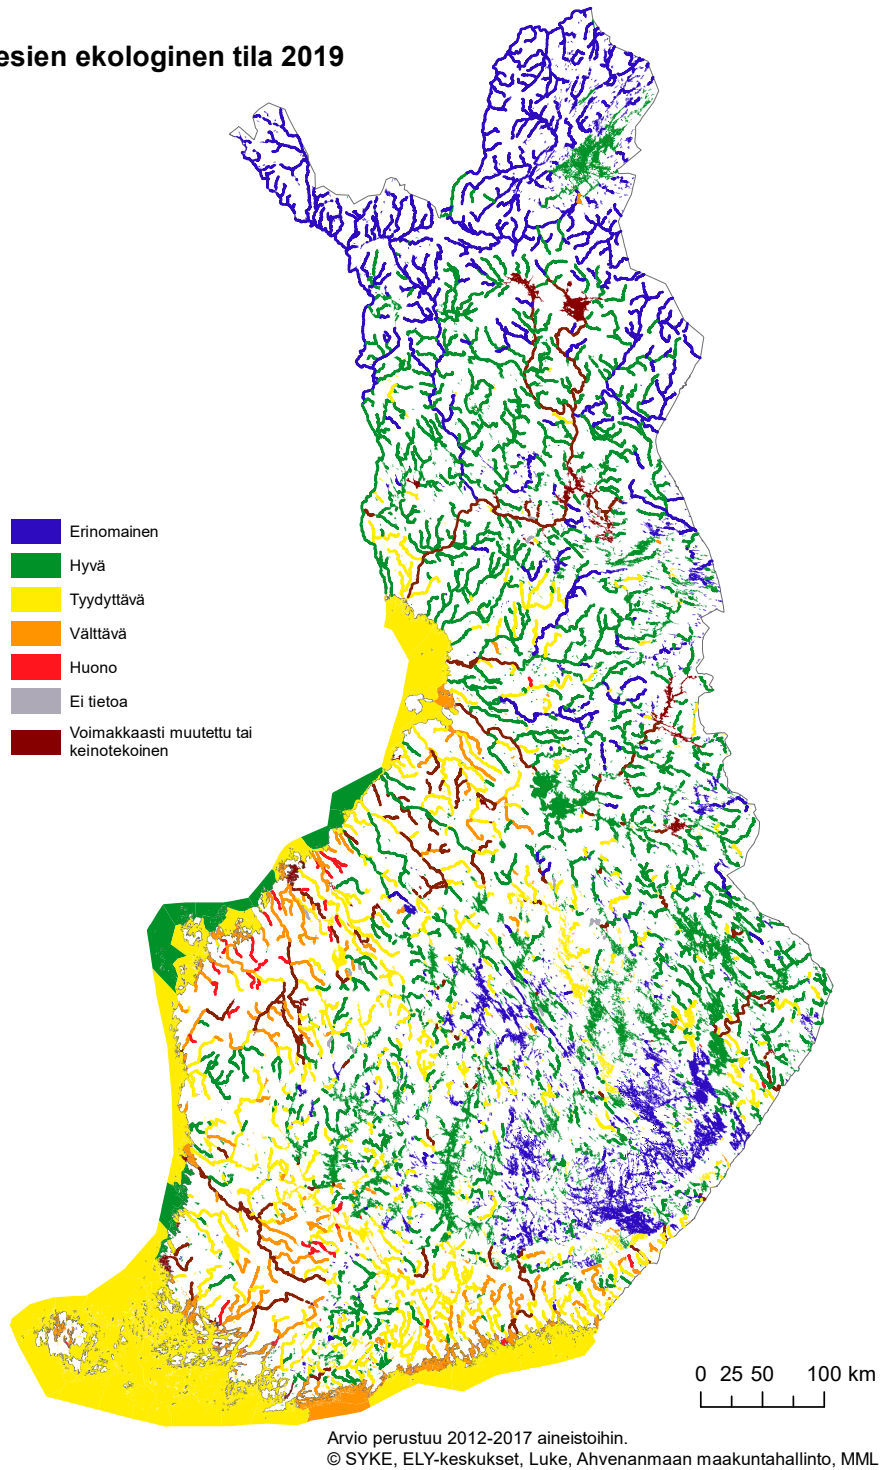 esien ekologinen tila 2019
Erinomainen
Hyvä
Tyydyttävä
Välttävä
Huono
Ei tietoa
Voimakkaasti muutettu tai
keinotekoinen
0 25 50 100 km
Arvio perustuu 2012-2017 aineistoihin.
© SYKE, ELY-keskukset, Luke, Ahvenanmaan maakuntahallinto, MML